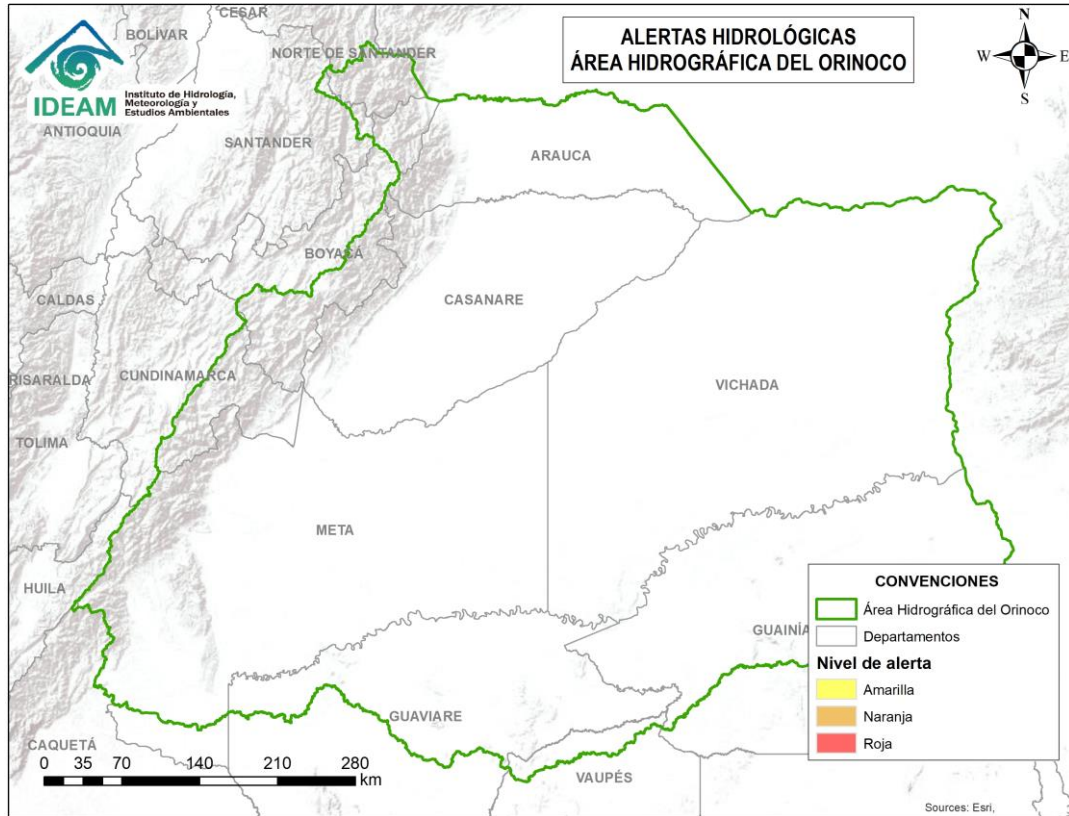 CESAR
BOLÍVAR
NORTE DE SANTANDER
ALERTAS HIDROLÓGICAS
ÁREA HIDROGRÁFICA DEL ORINOCO
N
W
E
S
IDEAM
Instituto de Hidrología,
Meteorología y
Estudios Ambientales
ANTIOQUIA
SANTANDER
ARAUCA
BOYACÁ
CALDAS
CASANARE
RISARALDA
CUNDINAMARCA
VICHADA
TOLIMA
META
HUILA
GUAINÍA
GUAVIARE
CAQUETÁ
VAUPÉS
CONVENCIONES
Área Hidrográfica del Orinoco
Departamentos
Nivel de alerta
Amarilla
Naranja
Roja
0 35 70 140 210 280
km
Sources: Esri,